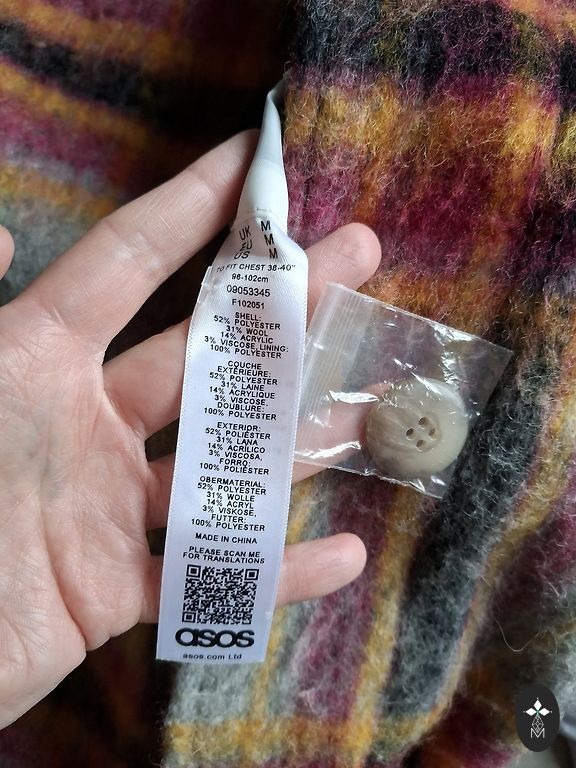 UK M
EU M
US M
TO FIT CHEST 38-40"
96-102cm
09053345
F102051
SHELL:
52% POLYESTER
31% WOOL
14% ACRYLIC
3% VISCOSE, LINING:
100% POLYESTER
COUCHE
EXTÉRIEURE:
52% POLYESTER
31% LAINE
14% ACRYLIQUE
3% VISCOSE,
DOUBLURE:
100% POLYESTER
EXTERIOR:
52% POLIÉSTER
31% LANA
14% ACRÍLICO
3% VISCOSA,
FORRO:
100% POLIÉSTER
OBERMATERIAL:
52% POLYESTER
31% WOLLE
14% ACRYL
3% VISKOSE,
FUTTER:
100% POLYESTER
MADE IN CHINA
PLEASE SCAN ME
FOR TRANSLATIONS
asos
asos.com Ltd
M